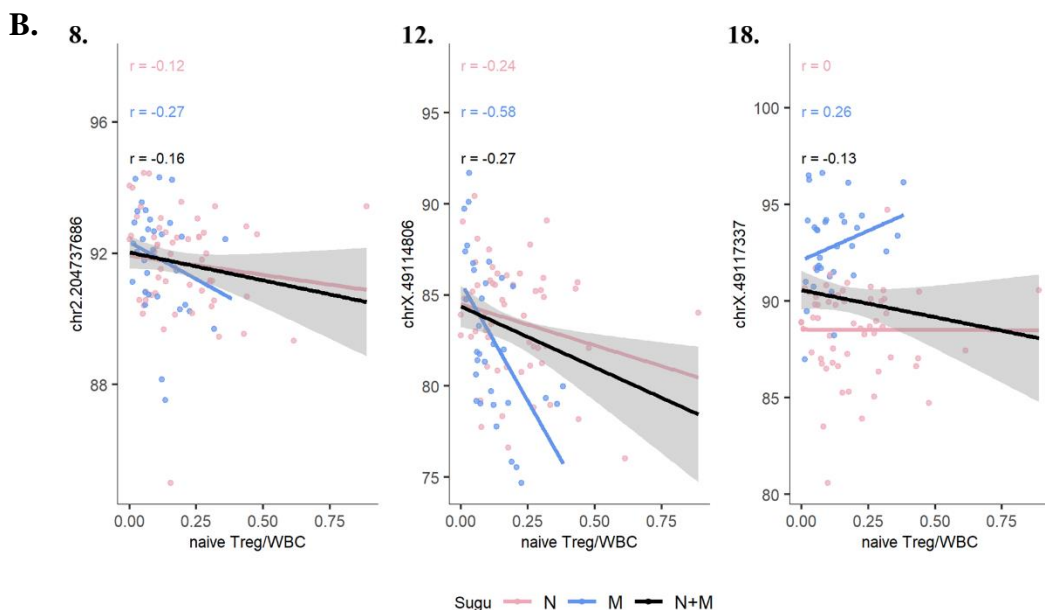 B.
8.
r = -0.12
r = -0.27
r = -0.16
96
92
88
chr2.204737686
0.00 0.25 0.50 0.75
naive Treg/WBC
12.
r = -0.24
r = -0.58
r = -0.27
95
90
85
80
75
chrX.49114806
0.00 0.25 0.50 0.75
naive Treg/WBC
18.
r = 0
r = 0.26
r = -0.13
100
95
90
85
80
chrX.49117337
0.00 0.25 0.50 0.75
naive Treg/WBC
Sugu N M N+M